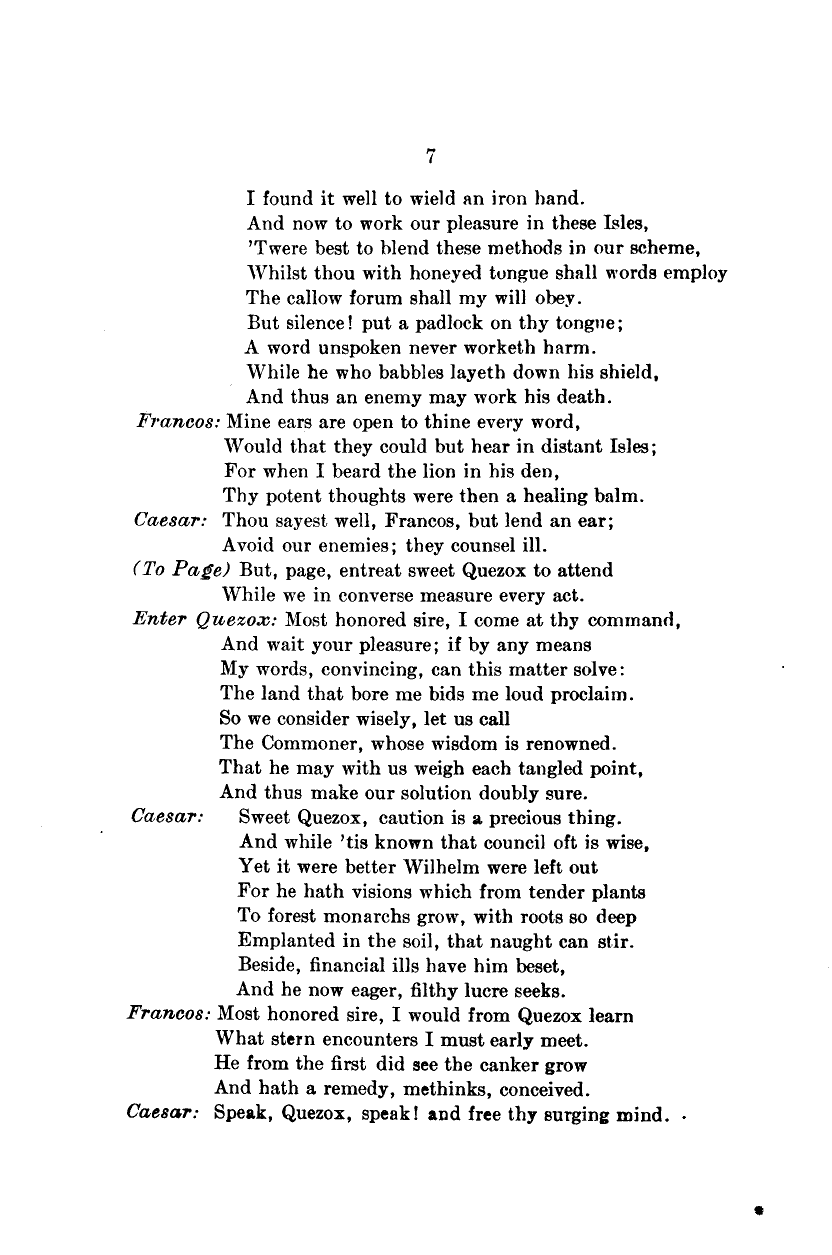 7
I found it well to wield an iron hand.
And now to work our pleasure in these Isles,
'Twere best to blend these methods in our scheme,
Whilst thou with honeyed tongue shall words employ
The callow forum shall my will obey.
But silence! put a padlock on thy tongue;
A word unspoken never worketh harm.
While he who babbles layeth down his shield,
And thus an enemy may work his death.
Francos: Mine ears are open to thine every word,
Would that they could but hear in distant Isles;
For when I beard the lion in his den,
Thy potent thoughts were then a healing balm.
Caesar: Thou sayest well, Francos, but lend an ear;
Avoid our enemies; they counsel ill.
(To Page) But, page, entreat sweet Quezox to attend
While we in converse measure every act.
Enter Quezox: Most honored sire, I come at thy command,
And wait your pleasure; if by any means
My words, convincing, can this matter solve:
The land that bore me bids me loud proclaim.
So we consider wisely, let us call
The Commoner, whose wisdom is renowned.
That he may with us weigh each tangled point,
And thus make our solution doubly sure.
Caesar: Sweet Quezox, caution is a precious thing.
And while 'tis known that council oft is wise,
Yet it were better Wilhelm were left out
For he hath visions which from tender plants
To forest monarchs grow, with roots so deep
Emplanted in the soil, that naught can stir.
Beside, financial ills have him beset,
And he now eager, filthy lucre seeks.
Francos: Most honored sire, I would from Quezox learn
What stern encounters I must early meet.
He from the first did see the canker grow
And hath a remedy, methinks, conceived.
Caesar: Speak, Quezox, speak! and free thy surging mind.